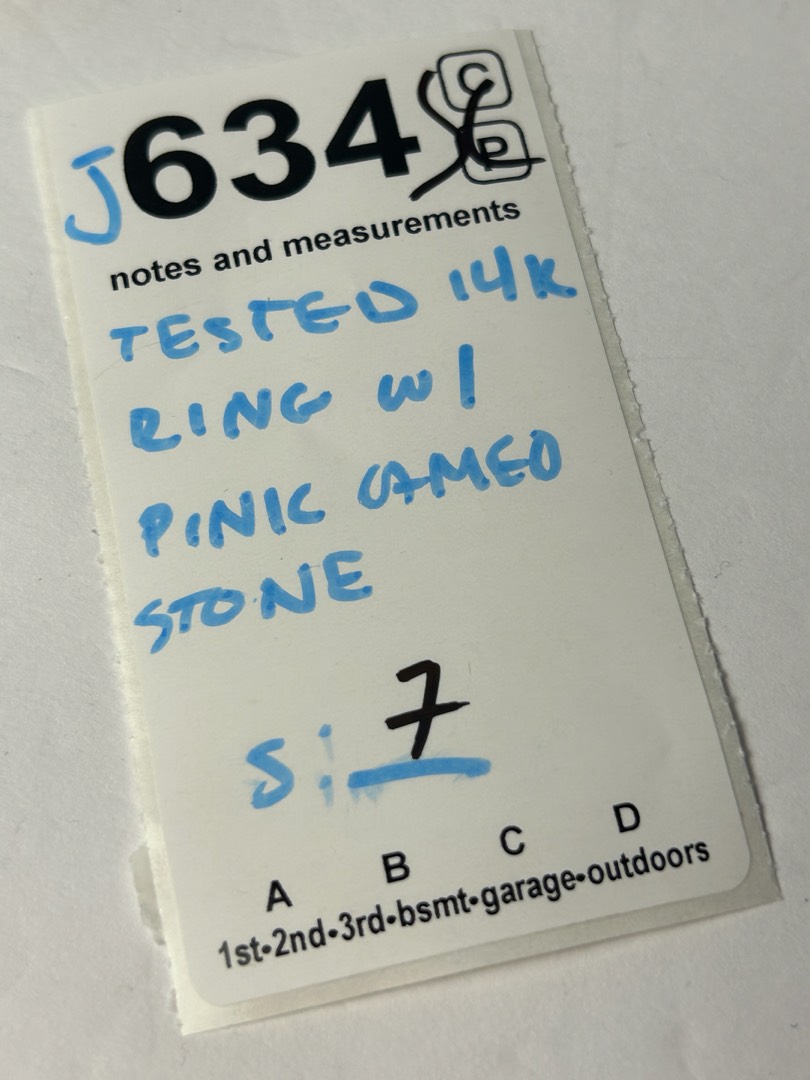 J634
C
P
notes and measurements
TESTED 14K
RING W/
PINK CAMEO
STONE
S: 7
A B C D
1st•2nd•3rd•bsmt•garage•outdoors